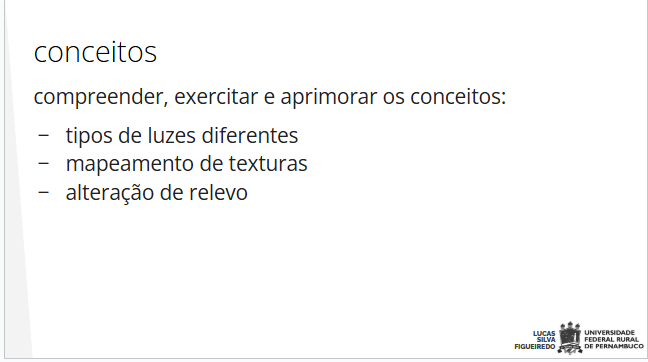 conceitos
compreender, exercitar e aprimorar os conceitos:
– tipos de luzes diferentes
– mapeamento de texturas
– alteração de relevo
LUCAS
SILVA
FIGUEIREDO
UNIVERSIDADE
FEDERAL RURAL
DE PERNAMBUCO